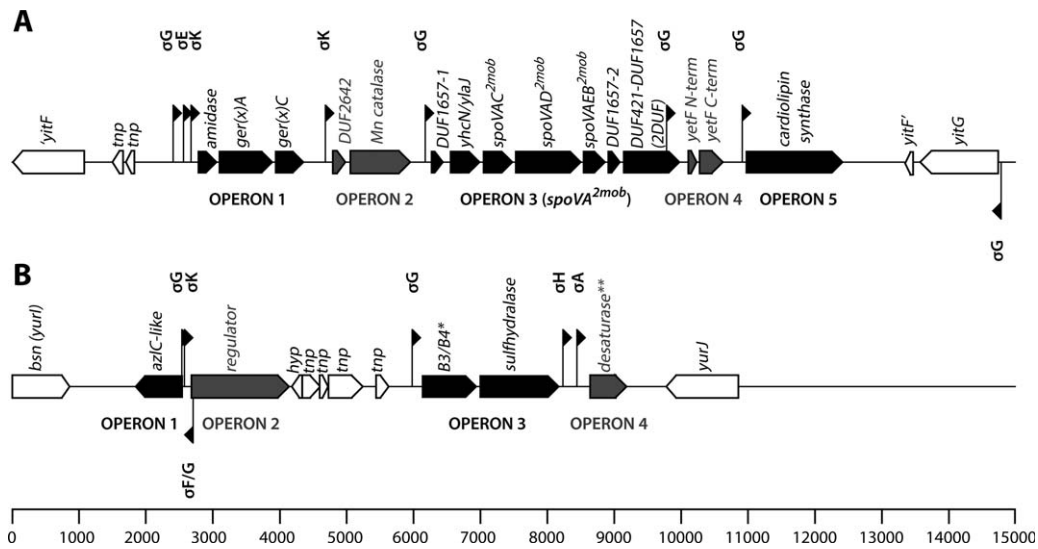 A
σG
σE
σK
σK
σG
σG
σG
'yitF
tnp
tnp
amidase
ger(x)A
ger(x)C
DUF2642
Mn catalase
DUF1657-1
yhcN/ylaJ
spoVAC2mob
spoVAD2mob
spoVAEB2mob
DUF1657-2
DUF421-DUF1657
(2DUF)
yetF N-term
yetF C-term
cardiolipin
synthase
yitF'
yitG
OPERON 1
OPERON 2
OPERON 3 (spoVA2mob)
OPERON 4
OPERON 5
σG
B
σG
σK
σG
σH
σA
bsn (yurI)
azlC-like
regulator
hyp
tnp
tnp
tnp
tnp
B3/B4*
sulfhydralase
desaturase**
yurJ
OPERON 1
OPERON 2
OPERON 3
OPERON 4
σF/G
0 1000 2000 3000 4000 5000 6000 7000 8000 9000 10000 11000 12000 13000 14000 15000